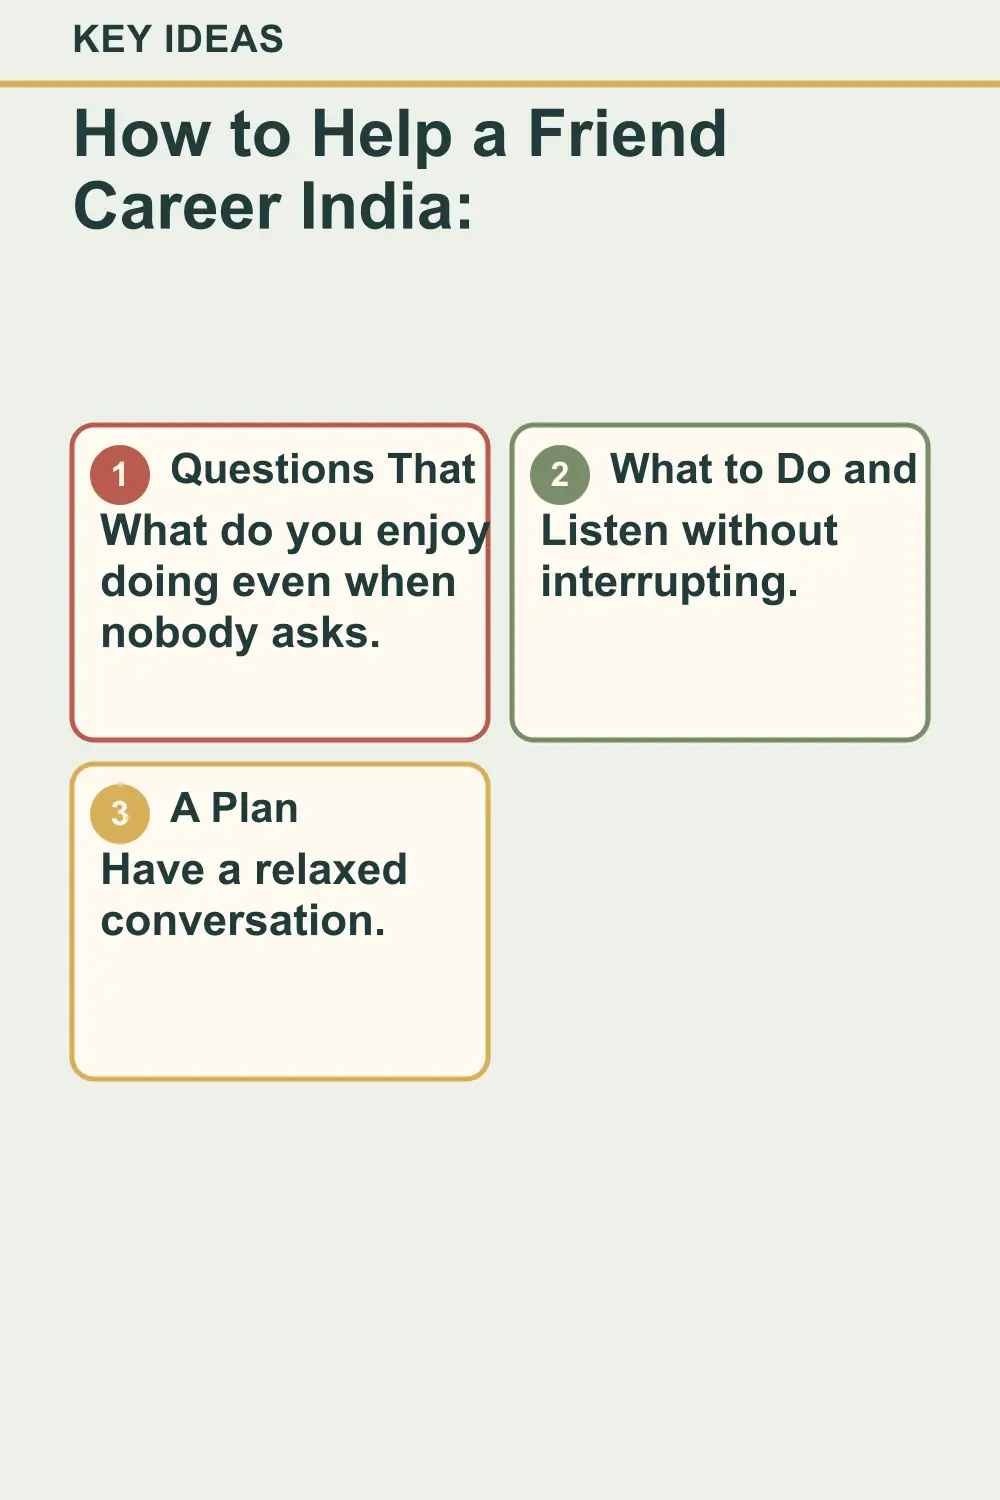 KEY IDEAS
How to Help a Friend
Career India:
1 Questions That
What do you enjoy
doing even when
nobody asks.
2 What to Do and
Listen without
interrupting.
3 A Plan
Have a relaxed
conversation.